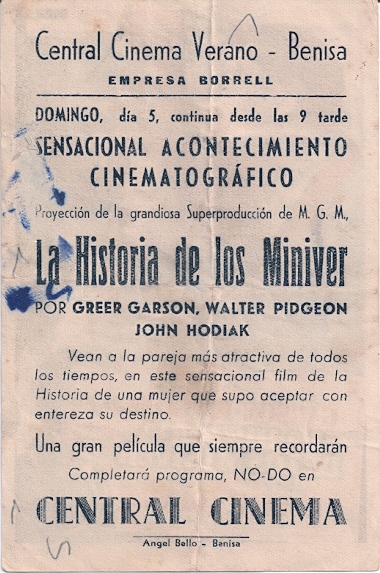 Central Cinema Verano - Benisa
EMPRESA BORRELL
DOMINGO, día 5, continua desde las 9 tarde
SENSACIONAL ACONTECIMIENTO
CINEMATOGRÁFICO
Proyección de la grandiosa Superproducción de M. G. M.,
La Historia de los Miniver
POR GREER GARSON, WALTER PIDGEON
JOHN HODIAK
Vean a la pareja más atractiva de todos
los tiempos, en este sensacional film de la
Historia de una mujer que supo aceptar con
entereza su destino.
Una gran película que siempre recordarán
Completará programa, NO-DO en
CENTRAL CINEMA
Angel Bello - Benisa